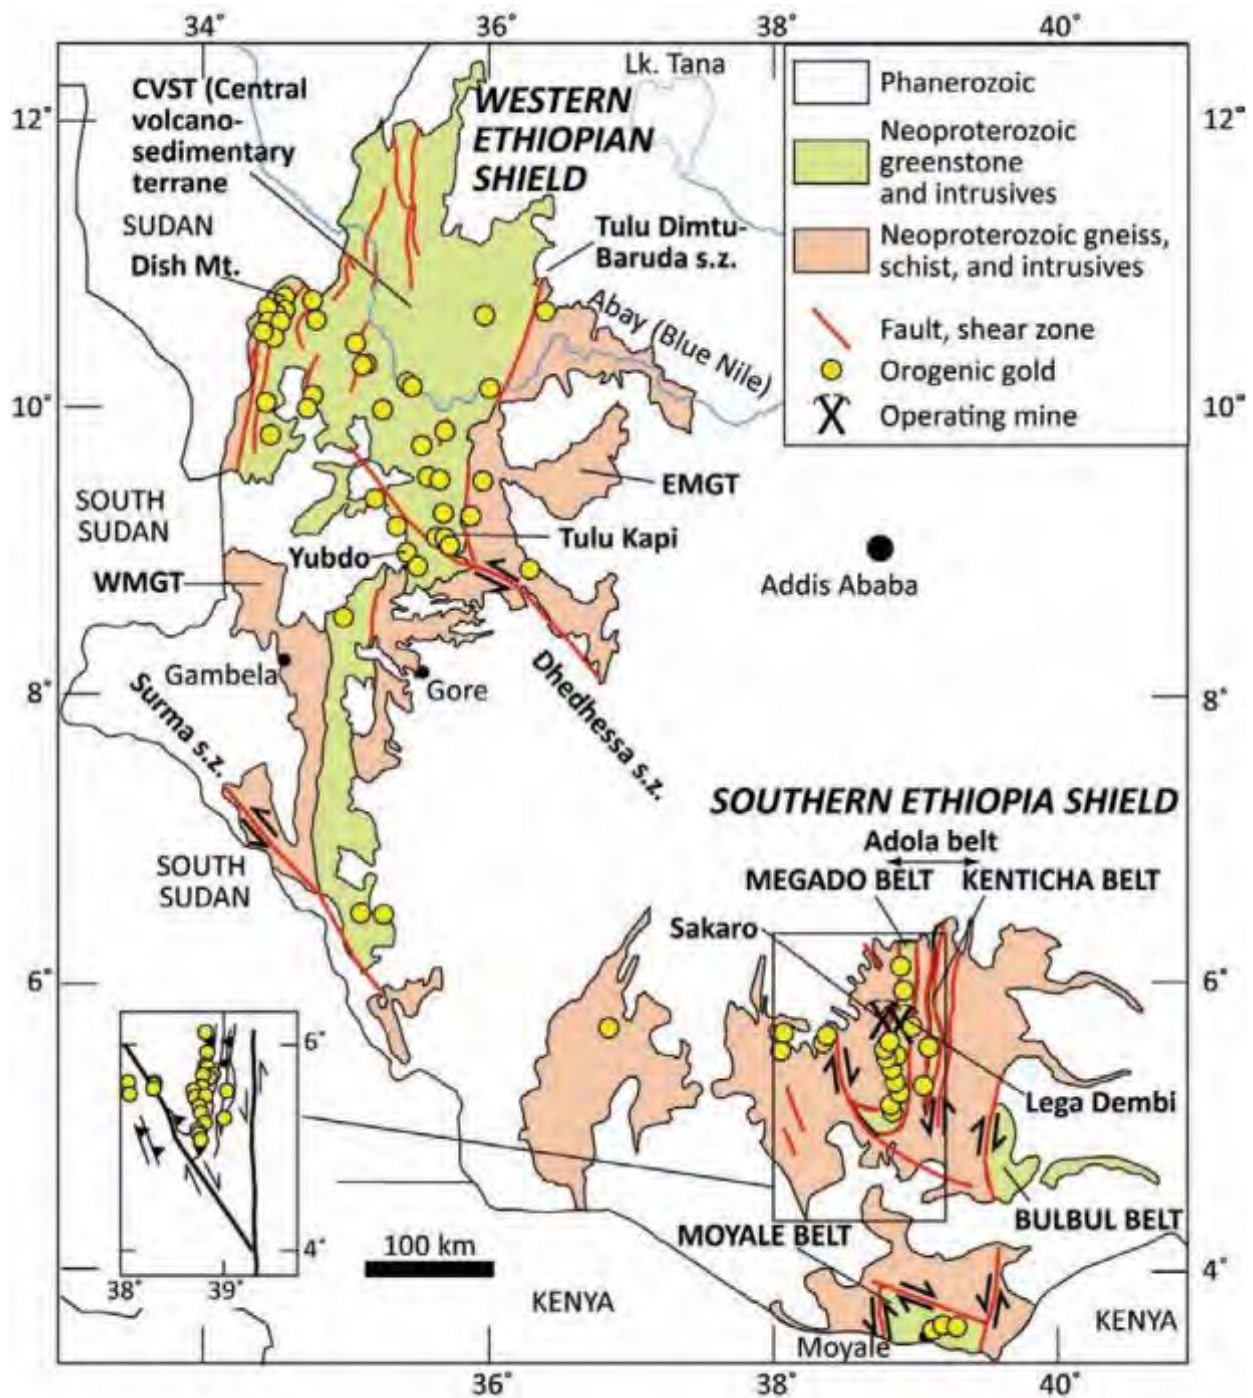 34° 36° 38° 40°
12° 12°
10° 10°
8° 8°
6° 6°
4°
36° 38° 40°
Lk. Tana
CVST (Central
volcano-
sedimentary
terrane
WESTERN
ETHIOPIAN
SHIELD
SUDAN
Dish Mt.
Tulu Dimtu-
Baruda s.z.
Abay (Blue Nile)
Phanerozoic
Neoproterozoic
greenstone
and intrusives
Neoproterozoic gneiss,
schist, and intrusives
Fault, shear zone
Orogenic gold
Operating mine
SOUTH
SUDAN
EMGT
Yubdo
Tulu Kapi
WMGT
Addis Ababa
Gambela
Gore
Surma s.z.
Dhedhessa s.z.
SOUTH
SUDAN
SOUTHERN ETHIOPIA SHIELD
Adola belt
MEGADO BELT
KENTICHA BELT
Sakaro
Lega Dembi
BULBUL BELT
MOYALE BELT
Moyale
100 km
KENYA
KENYA
6°
4°
38° 39°